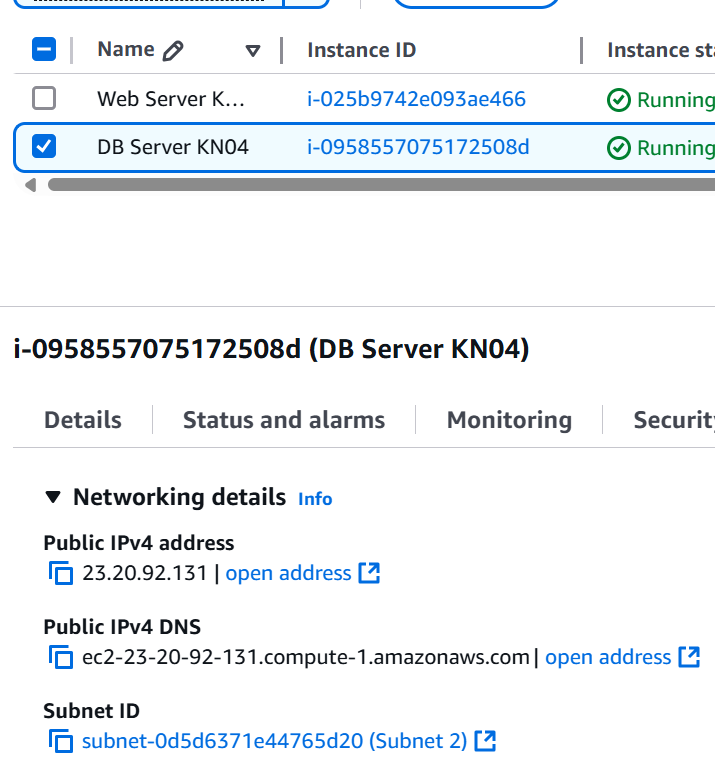 Name Instance ID Instance sta
Web Server K... i-025b9742e093ae466 Running
DB Server KN04 i-0958557075172508d Running
i-0958557075172508d (DB Server KN04)
Details Status and alarms Monitoring Security
Networking details Info
Public IPv4 address
23.20.92.131 | open address
Public IPv4 DNS
ec2-23-20-92-131.compute-1.amazonaws.com | open address
Subnet ID
subnet-0d5d6371e44765d20 (Subnet 2)